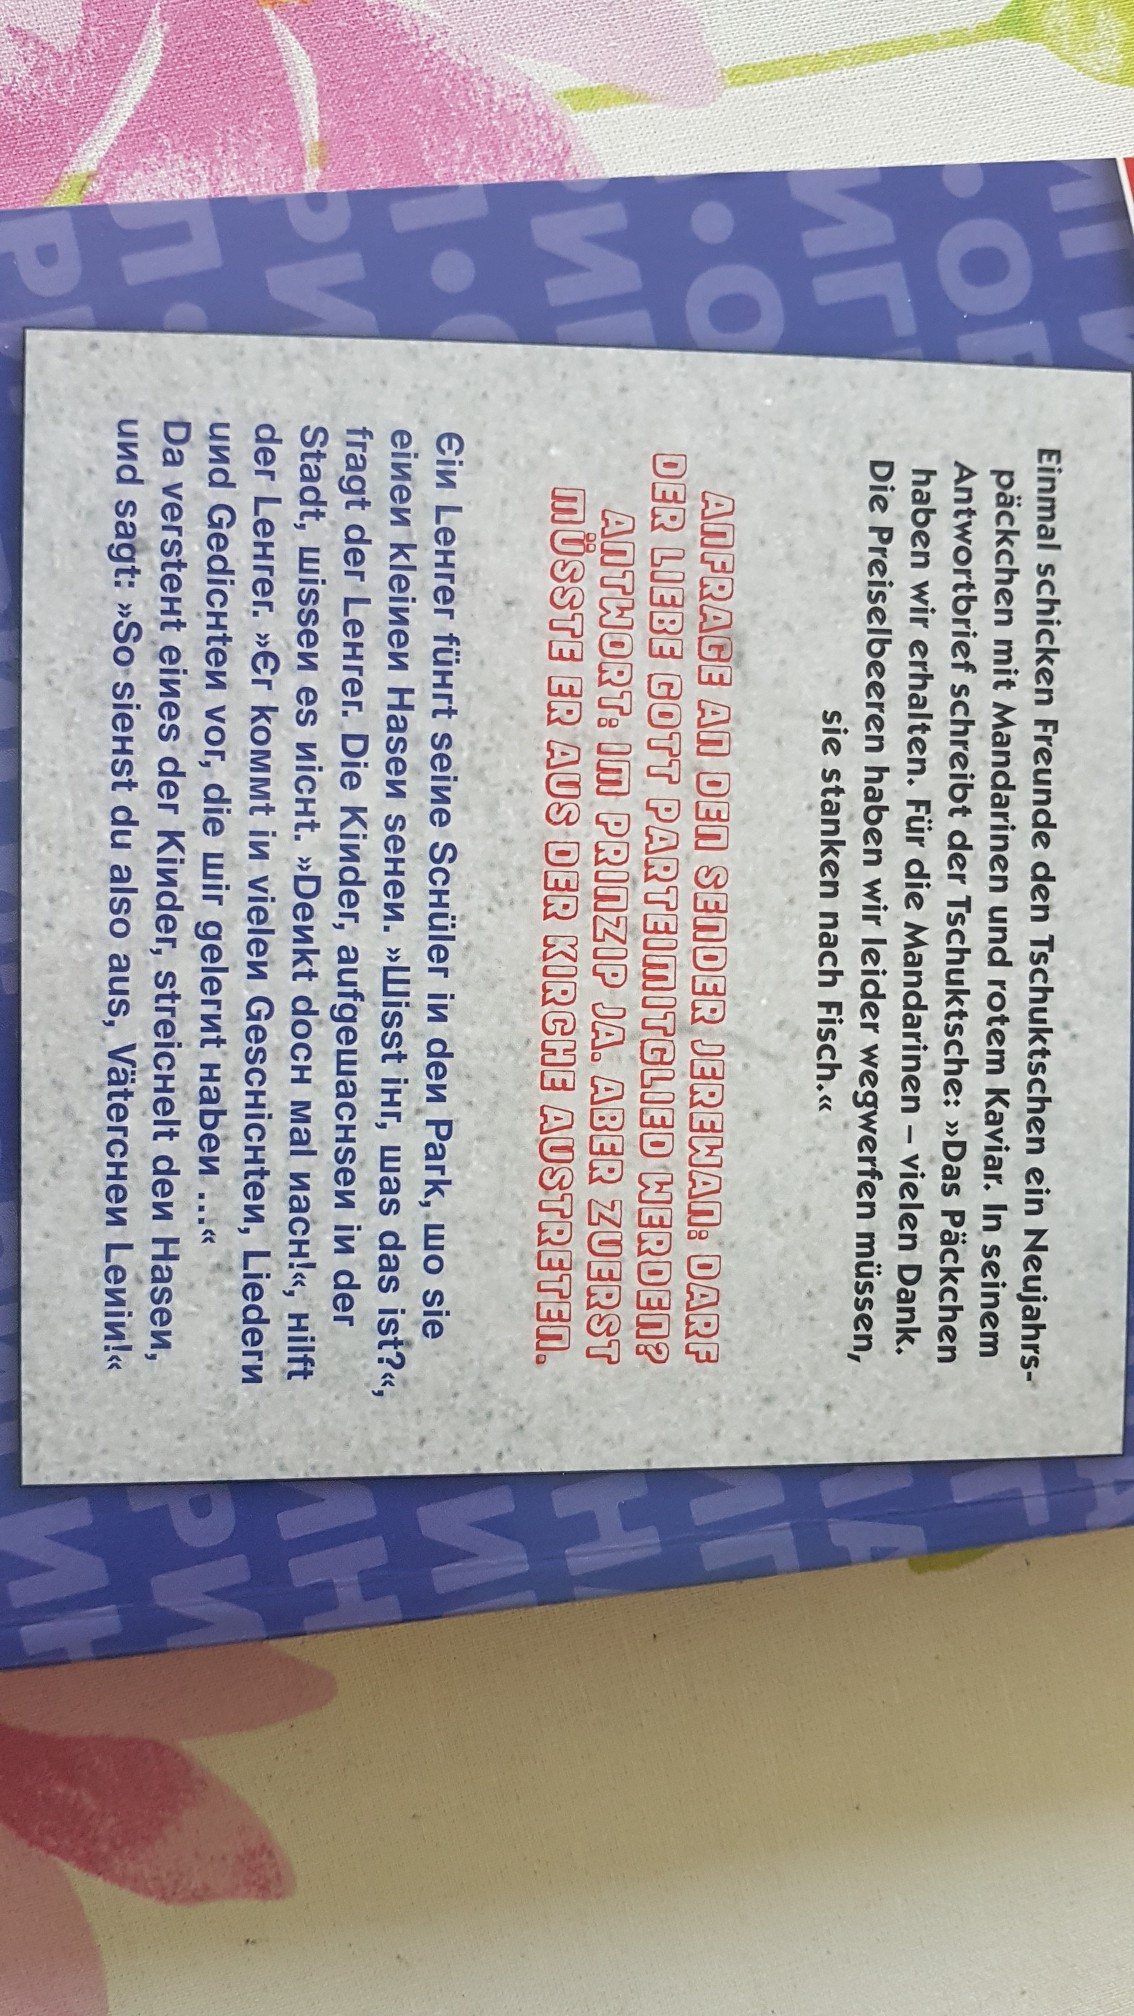 Einmal schicken Freunde den Tschuktschen ein Neujahrs-
päckchen mit Mandarinen und rotem Kaviar. In seinem
Antwortbrief schreibt der Tschuktsche: »Das Päckchen
haben wir erhalten. Für die Mandarinen – vielen Dank.
Die Preiselbeeren haben wir leider wegwerfen müssen,
sie stanken nach Fisch.«
ANFRAGE AN DEN SENDER JEREWAN: DARF
DER LIEBE GOTT PARTEIMITGLIED WERDEN?
ANTWORT: IM PRINZIP JA. ABER ZUERST
MÜSSTE ER AUS DER KIRCHE AUSTRETEN.
Ein Lehrer führt seine Schüler in den Park, wo sie
einen kleinen Hasen sehen. »Wisst ihr, was das ist?«,
fragt der Lehrer. Die Kinder, aufgewachsen in der
Stadt, wissen es nicht. »Denkt doch mal nach!«, hilft
der Lehrer. »Er kommt in vielen Geschichten, Liedern
und Gedichten vor, die wir gelernt haben ...«
Da versteht eines der Kinder, streichelt den Hasen,
und sagt: »So siehst du also aus, Väterchen Lenin!«